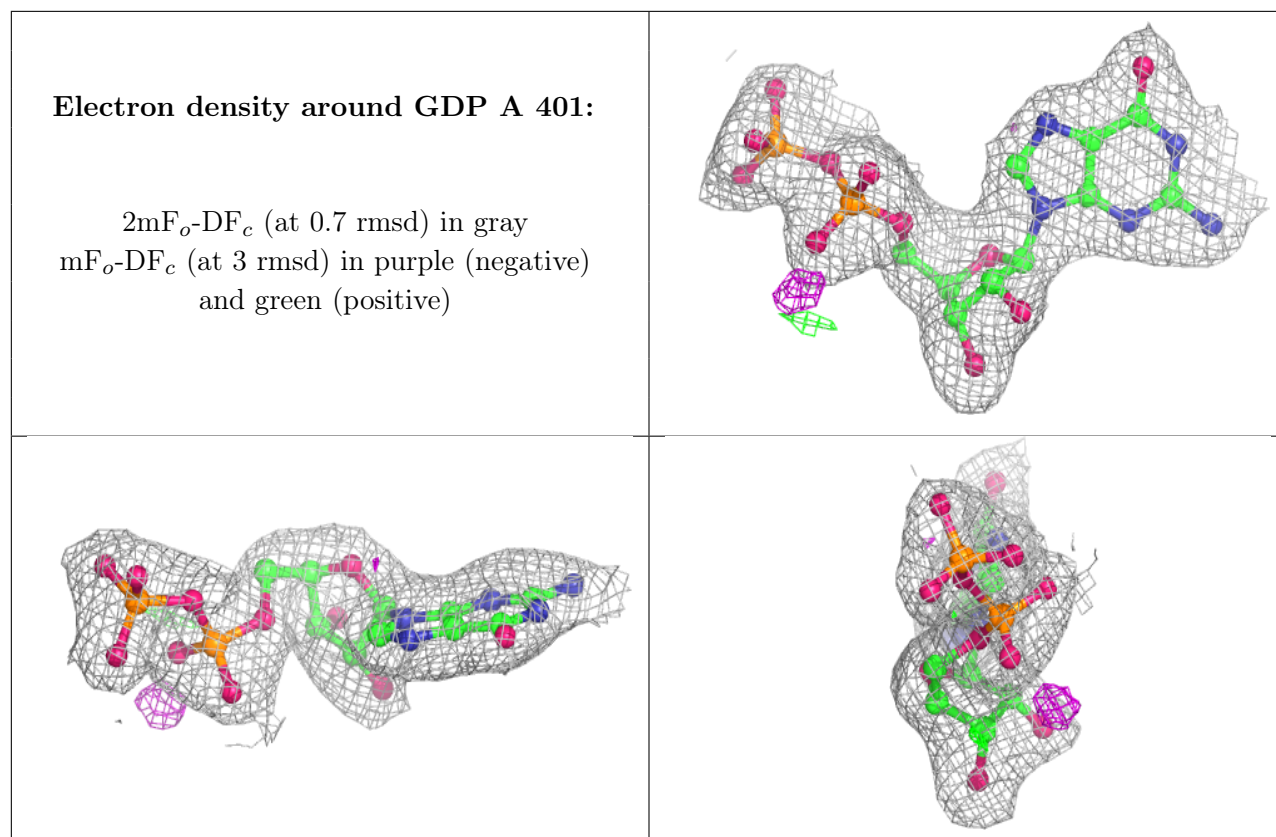 Electron density around GDP A 401:
2mFₒ-DF𝒸 (at 0.7 rmsd) in gray
mFₒ-DF𝒸 (at 3 rmsd) in purple (negative)
and green (positive)